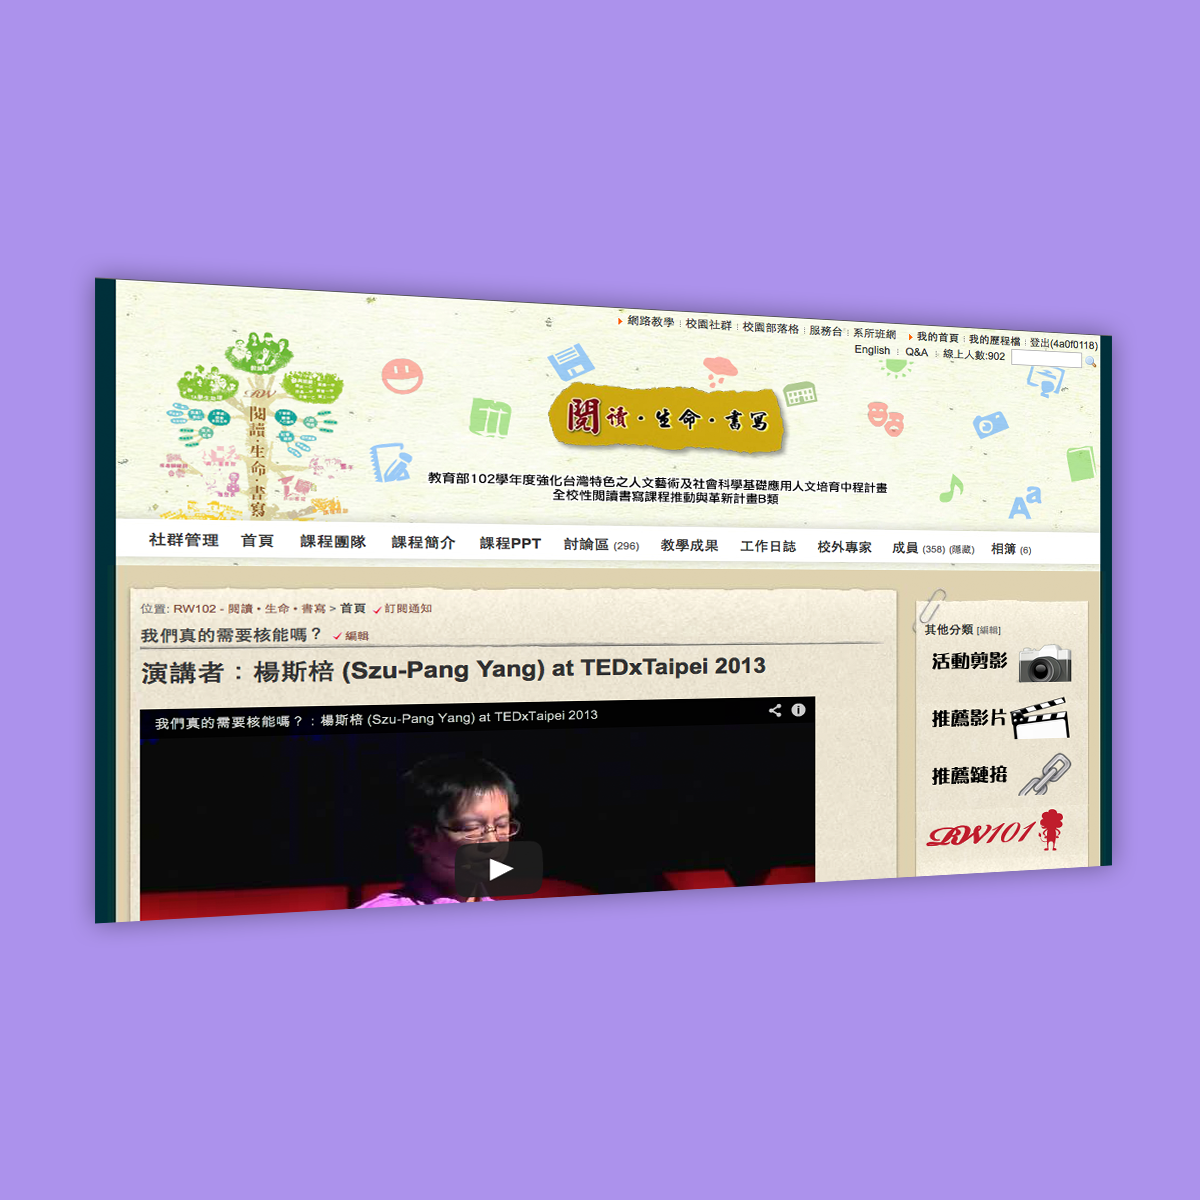 網路教學 ⁝ 校園社群 ⁝ 校園部落格 ⁝ 服務台 ⁝ 系所班網 我的首頁 ⁝ 我的歷程檔 ⁝ 登出(4a0f0118)
English ⁝ Q&A ⁝ 線上人數:902
RW
閱讀·生命·書寫
閱讀·生命·書寫
教育部102學年度強化台灣特色之人文藝術及社會科學基礎應用人文培育中程計畫
全校性閱讀書寫課程推動與革新計畫B類
社群管理 首頁 課程團隊 課程簡介 課程PPT 討論區 (296) 教學成果 工作日誌 校外專家 成員 (358) (隱藏) 相簿 (6)
位置: RW102 - 閱讀 • 生命 • 書寫 > 首頁 訂閱通知
我們真的需要核能嗎？ 編輯
演講者：楊斯棓 (Szu-Pang Yang) at TEDxTaipei 2013
我們真的需要核能嗎？：楊斯棓 (Szu-Pang Yang) at TEDxTaipei 2013
其他分類 [編輯]
活動剪影
推薦影片
推薦鏈接
RW101